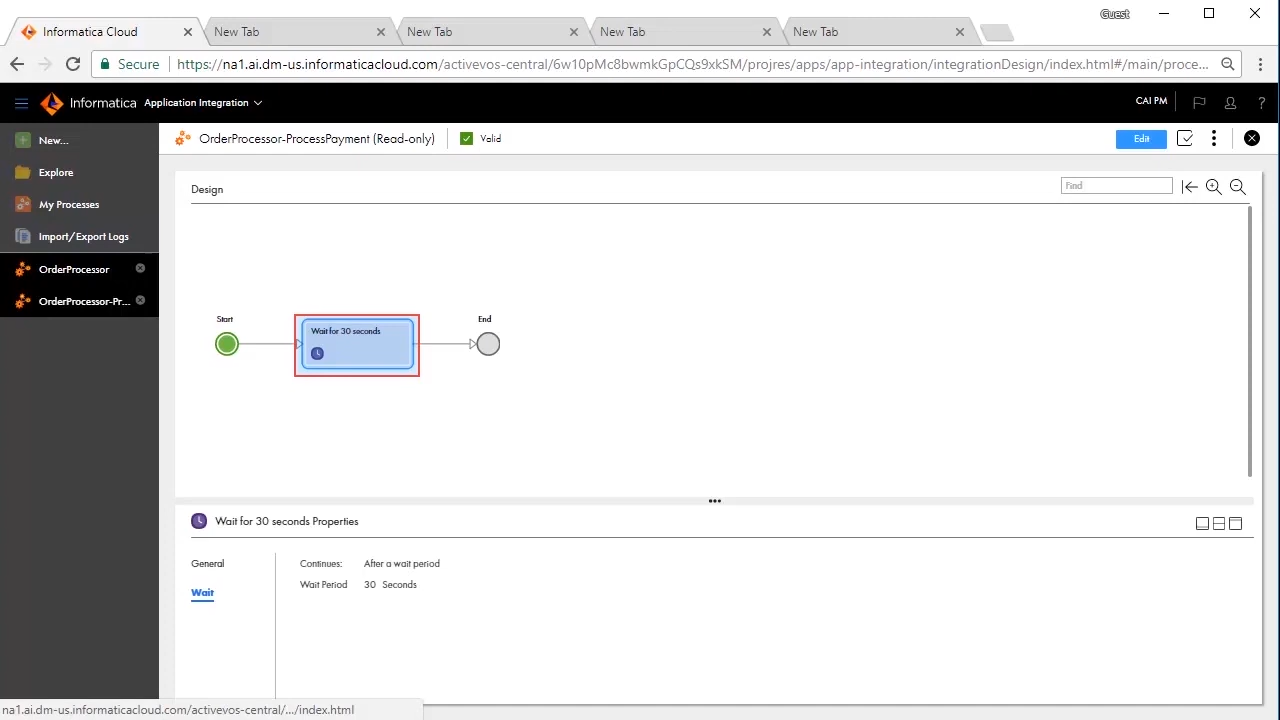 Guest
Informatica Cloud
New Tab
New Tab
New Tab
New Tab
Secure
https://na1.ai.dm-us.informaticacloud.com/activevos-central/6w10pMc8bwmkGpCQs9xkSM/projres/apps/app-integration/integrationDesign/index.html#/main/proce...
Informatica
Application Integration
CAI PM
?
New...
Explore
My Processes
Import/Export Logs
OrderProcessor
OrderProcessor-Pr...
OrderProcessor-ProcessPayment (Read-only)
Valid
Edit
Design
Find
Start
Wait for 30 seconds
End
Wait for 30 seconds Properties
General
Wait
Continues: After a wait period
Wait Period 30 Seconds
na1.ai.dm-us.informaticacloud.com/activevos-central/.../index.html